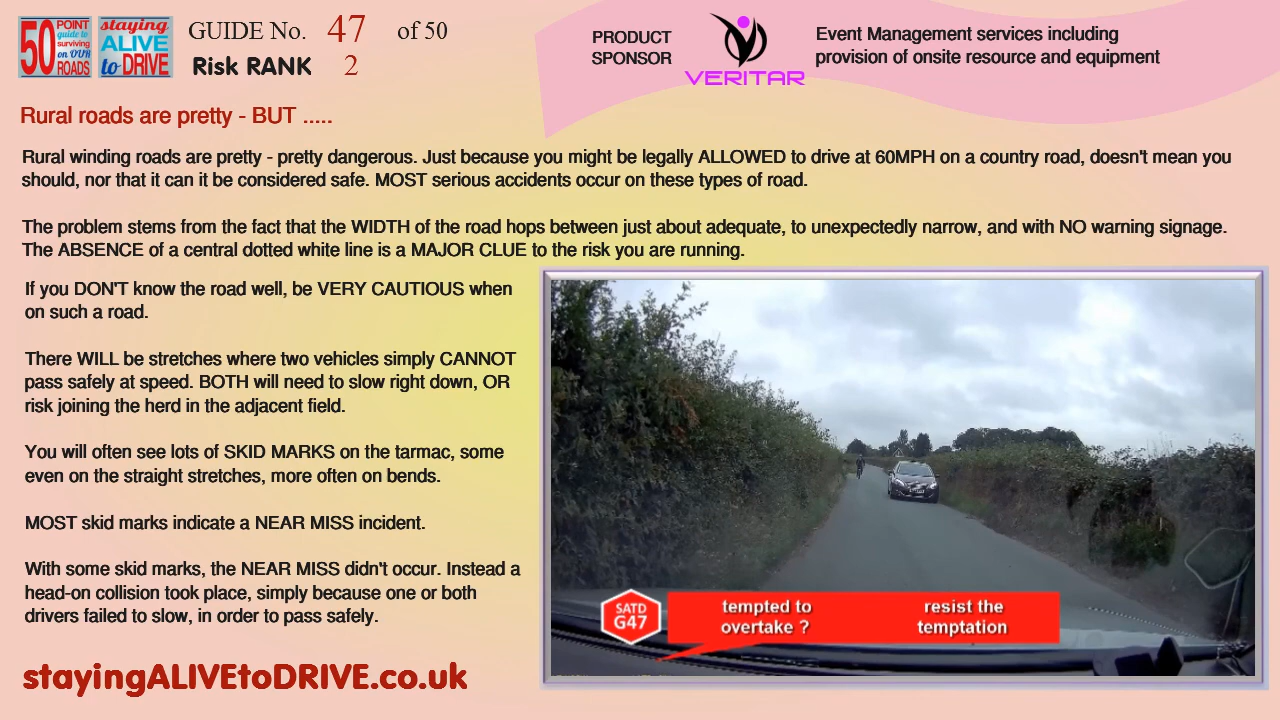 50 POINT
guide to
surviving
on OUR
ROADS
staying
ALIVE
to DRIVE
GUIDE No. 47 of 50
Risk RANK 2
PRODUCT
SPONSOR
VERITAR
Event Management services including
provision of onsite resource and equipment
Rural roads are pretty - BUT .....
Rural winding roads are pretty - pretty dangerous. Just because you might be legally ALLOWED to drive at 60MPH on a country road, doesn't mean you
should, nor that it can it be considered safe. MOST serious accidents occur on these types of road.
The problem stems from the fact that the WIDTH of the road hops between just about adequate, to unexpectedly narrow, and with NO warning signage.
The ABSENCE of a central dotted white line is a MAJOR CLUE to the risk you are running.
If you DON'T know the road well, be VERY CAUTIOUS when
on such a road.
There WILL be stretches where two vehicles simply CANNOT
pass safely at speed. BOTH will need to slow right down, OR
risk joining the herd in the adjacent field.
You will often see lots of SKID MARKS on the tarmac, some
even on the straight stretches, more often on bends.
MOST skid marks indicate a NEAR MISS incident.
With some skid marks, the NEAR MISS didn't occur. Instead a
head-on collision took place, simply because one or both
drivers failed to slow, in order to pass safely.
stayingALIVEtoDRIVE.co.uk
SATD
G47
tempted to
overtake ?
resist the
temptation